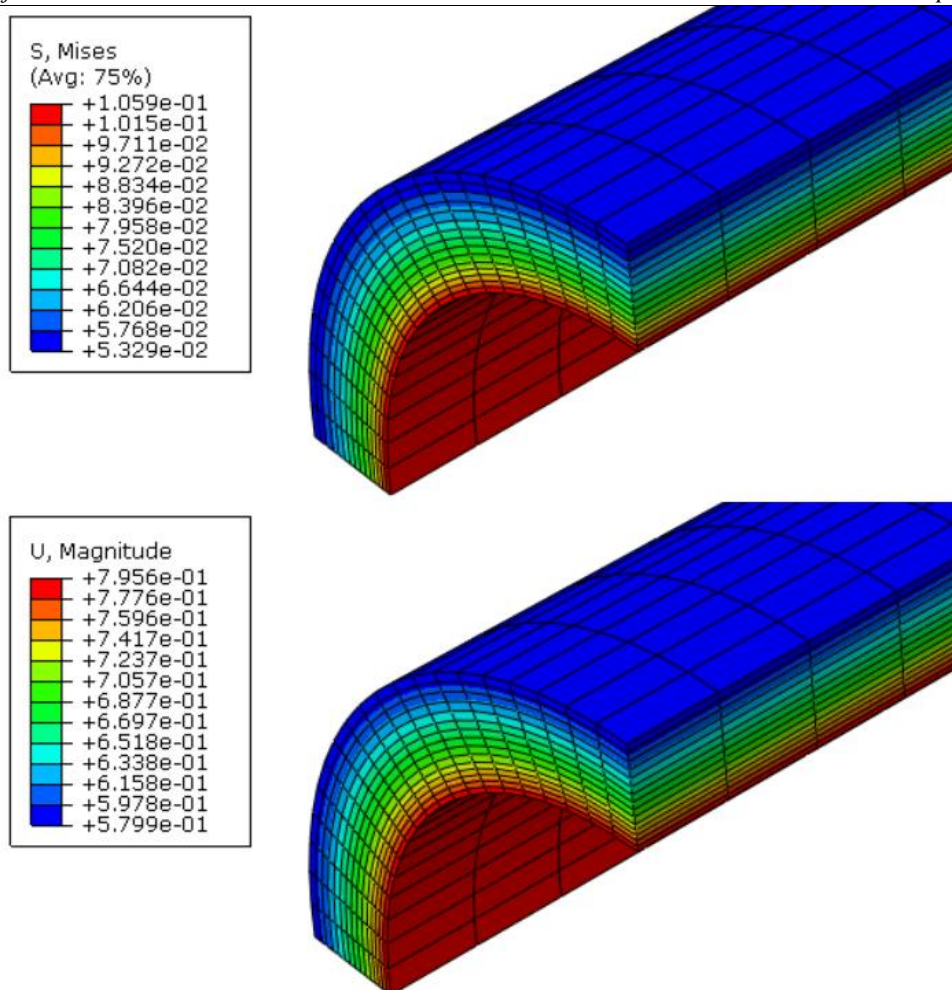 S, Mises
(Avg: 75%)
+1.059e-01
+1.015e-01
+9.711e-02
+9.272e-02
+8.834e-02
+8.396e-02
+7.958e-02
+7.520e-02
+7.082e-02
+6.644e-02
+6.206e-02
+5.768e-02
+5.329e-02
U, Magnitude
+7.956e-01
+7.776e-01
+7.596e-01
+7.417e-01
+7.237e-01
+7.057e-01
+6.877e-01
+6.697e-01
+6.518e-01
+6.338e-01
+6.158e-01
+5.978e-01
+5.799e-01